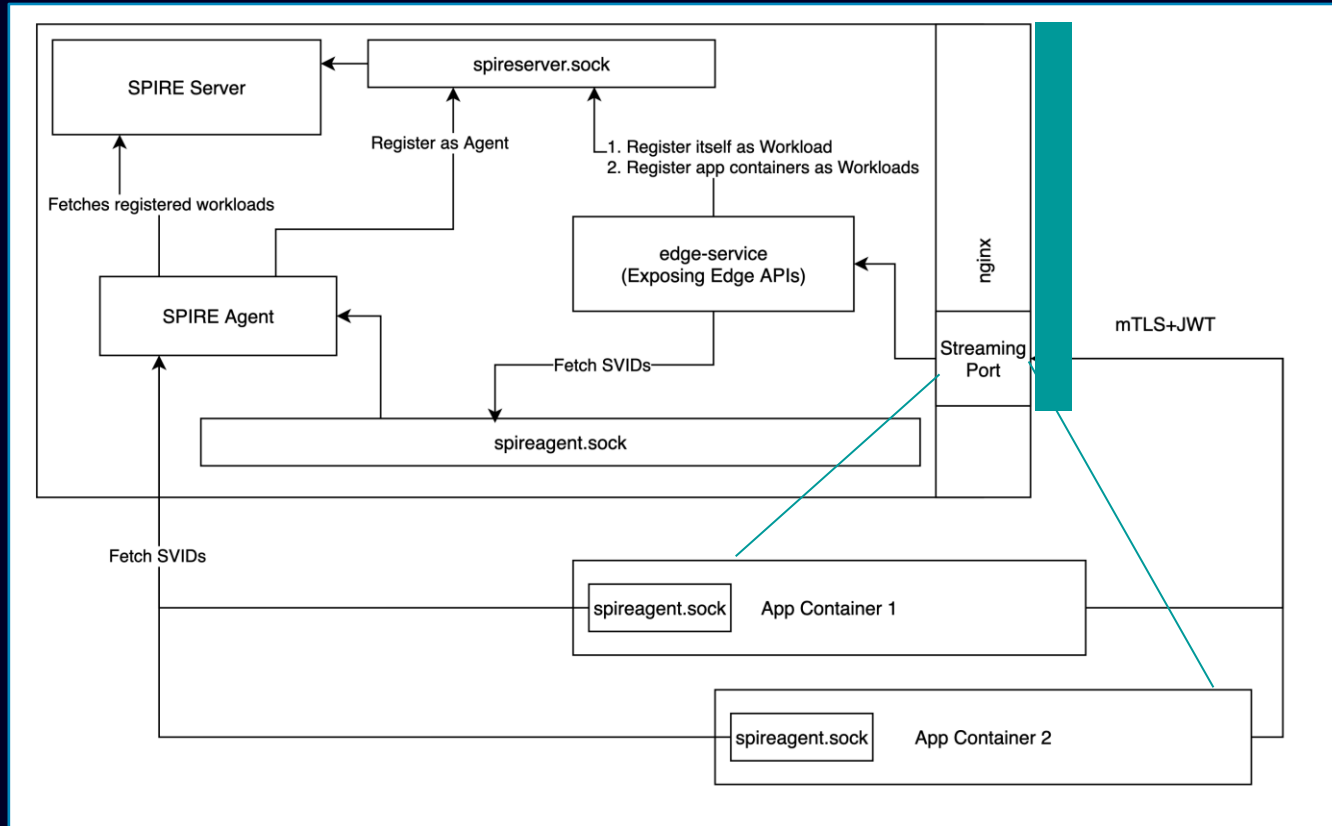 SPIRE Server
spireserver.sock
Register as Agent
1. Register itself as Workload
2. Register app containers as Workloads
Fetches registered workloads
edge-service
(Exposing Edge APIs)
nginx
SPIRE Agent
mTLS+JWT
Streaming
Port
Fetch SVIDs
spireagent.sock
Fetch SVIDs
spireagent.sock
App Container 1
spireagent.sock
App Container 2